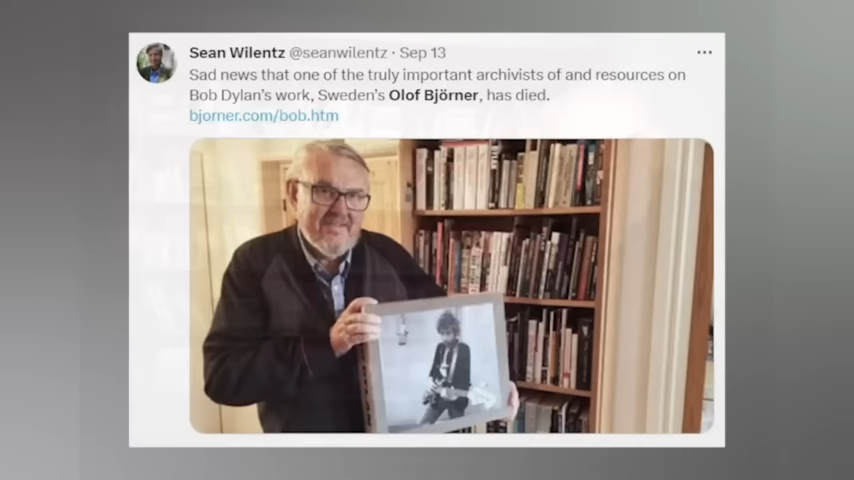 Sean Wilentz @seanwilentz · Sep 13
Sad news that one of the truly important archivists of and resources on
Bob Dylan's work, Sweden's Olof Björner, has died.
bjorner.com/bob.htm